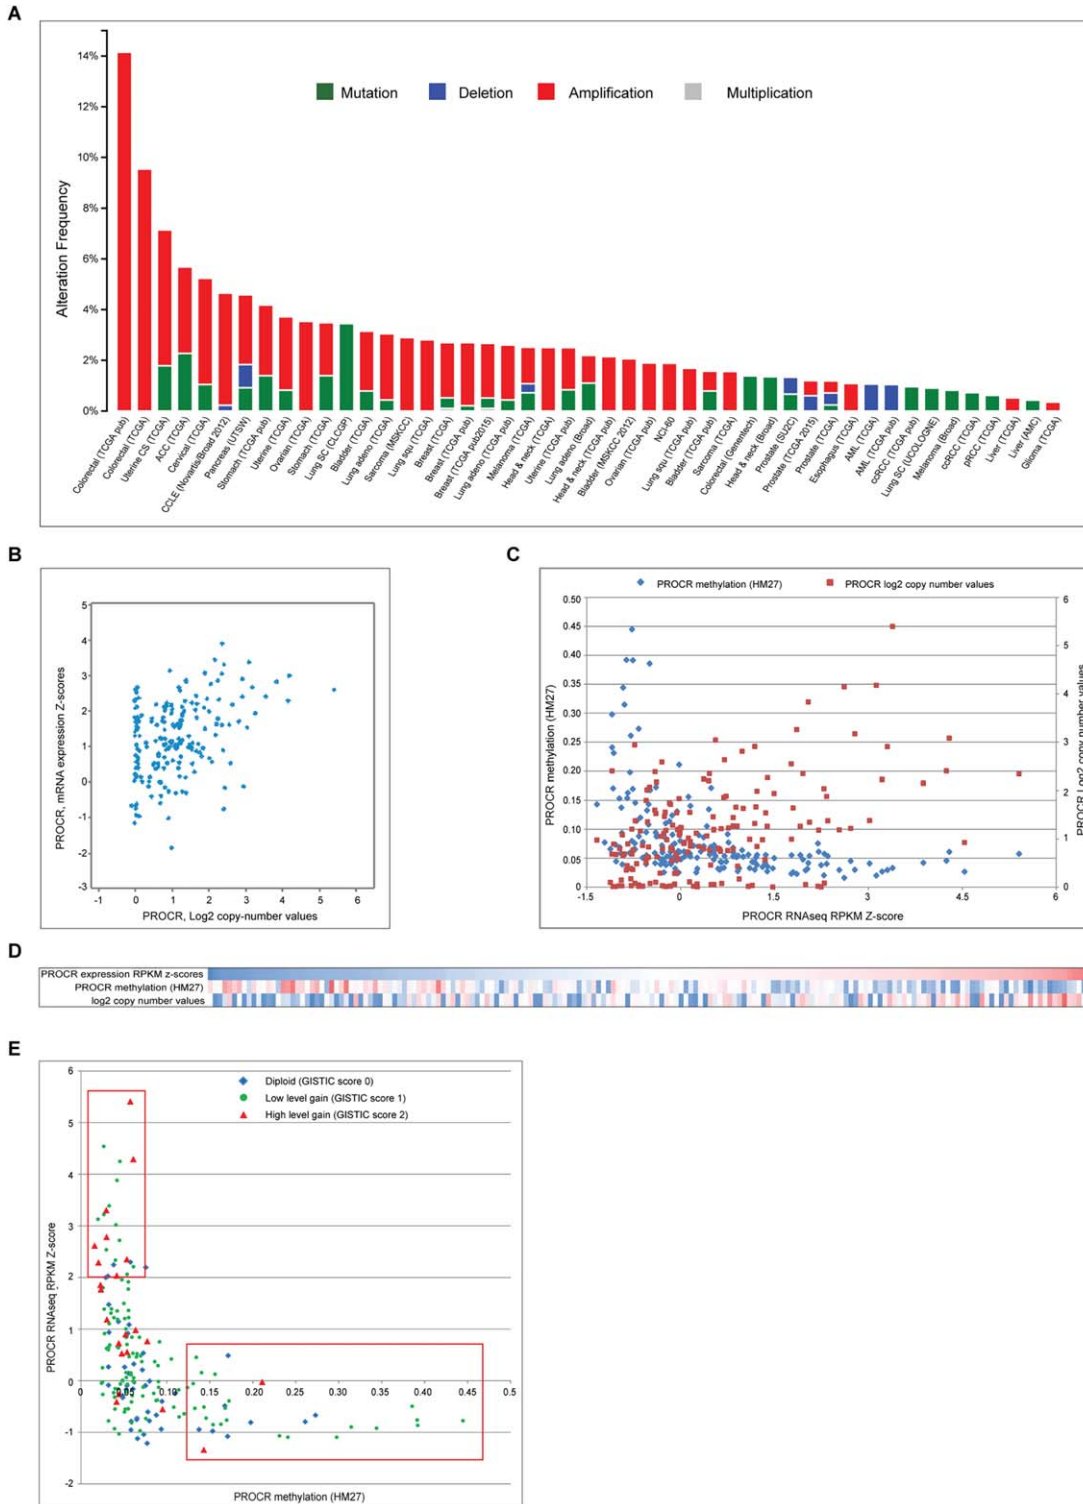 A
Mutation
Deletion
Amplification
Multiplication
Alteration Frequency
14%
12%
10%
8%
6%
4%
2%
0%
Colorectal (TCGA pub)
Colorectal (TCGA)
Uterine CS (TCGA)
ACC (TCGA)
Cervical (TCGA)
CCLE (Novartis/Broad 2012)
Pancreas (UTSW)
Stomach (TCGA pub)
Uterine (TCGA)
Ovarian (TCGA)
Stomach (TCGA)
Lung SC (CLCGP)
Bladder (TCGA)
Lung adeno (TCGA)
Sarcoma (MSKCC)
Lung squ (TCGA)
Breast (TCGA)
Breast (TCGA pub)
Breast (TCGA pub2015)
Lung adeno (TCGA pub)
Melanoma (TCGA)
Head & neck (TCGA)
Uterine (TCGA pub)
Lung adeno (Broad)
Head & neck (TCGA pub)
Bladder (MSKCC 2012)
Ovarian (TCGA pub)
NCI-60
Lung squ (TCGA pub)
Bladder (TCGA pub)
Sarcoma (TCGA)
Colorectal (Genentech)
Head & neck (Broad)
Prostate (SU2C)
Prostate (TCGA 2015)
Prostate (TCGA)
Esophagus (TCGA)
AML (TCGA)
AML (TCGA pub)
ccRCC (TCGA pub)
Lung SC (UCOLOGNE)
Melanoma (Broad)
ccRCC (TCGA)
pRCC (TCGA)
Liver (TCGA)
Liver (AMC)
Glioma (TCGA)
B
PROCR, mRNA expression Z-scores
5
4
3
2
1
0
-1
-2
-3
-1 0 1 2 3 4 5 6
PROCR, Log2 copy-number values
C
PROCR methylation (HM27)
PROCR log2 copy number values
PROCR methylation (HM27)
0.50
0.45
0.40
0.35
0.30
0.25
0.20
0.15
0.10
0.05
0
6
5
4
3
2
1
0
PROCR Log2 copy number values
-1.5 0 1.5 3 4.5 6
PROCR RNAseq RPKM Z-score
D
PROCR expression RPKM z-scores
PROCR methylation (HM27)
log2 copy number values
E
Diploid (GISTIC score 0)
Low level gain (GISTIC score 1)
High level gain (GISTIC score 2)
PROCR RNAseq RPKM Z-score
6
5
4
3
2
1
0
-1
-2
0 0.05 0.10 0.15 0.20 0.25 0.30 0.35 0.40 0.45 0.5
PROCR methylation (HM27)